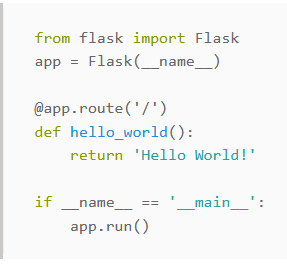 from flask import Flask
app = Flask(__name__)

@app.route('/')
def hello_world():
    return 'Hello World!'

if __name__ == '__main__':
    app.run()